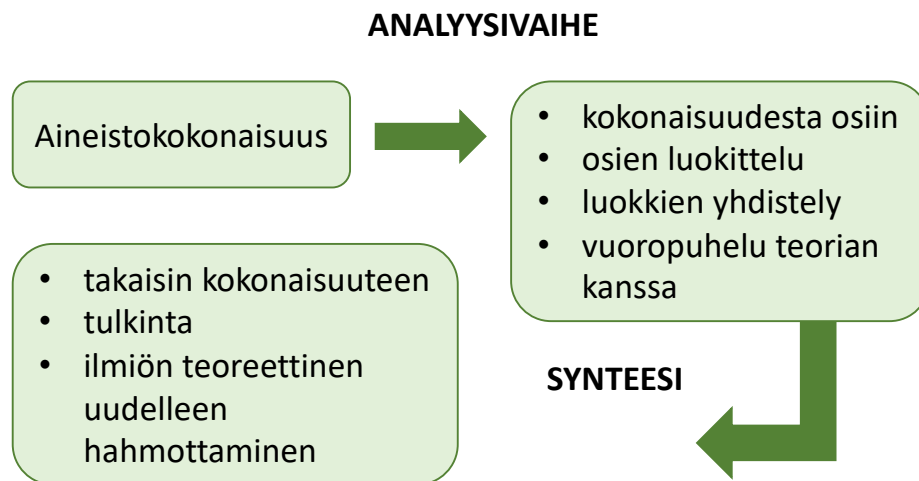 ANALYYSIVAIHE
Aineistokokonaisuus
• kokonaisuudesta osiin
• osien luokittelu
• luokkien yhdistely
• vuoropuhelu teorian
kanssa
SYNTEESI
• takaisin kokonaisuuteen
• tulkinta
• ilmiön teoreettinen
uudelleen
hahmottaminen